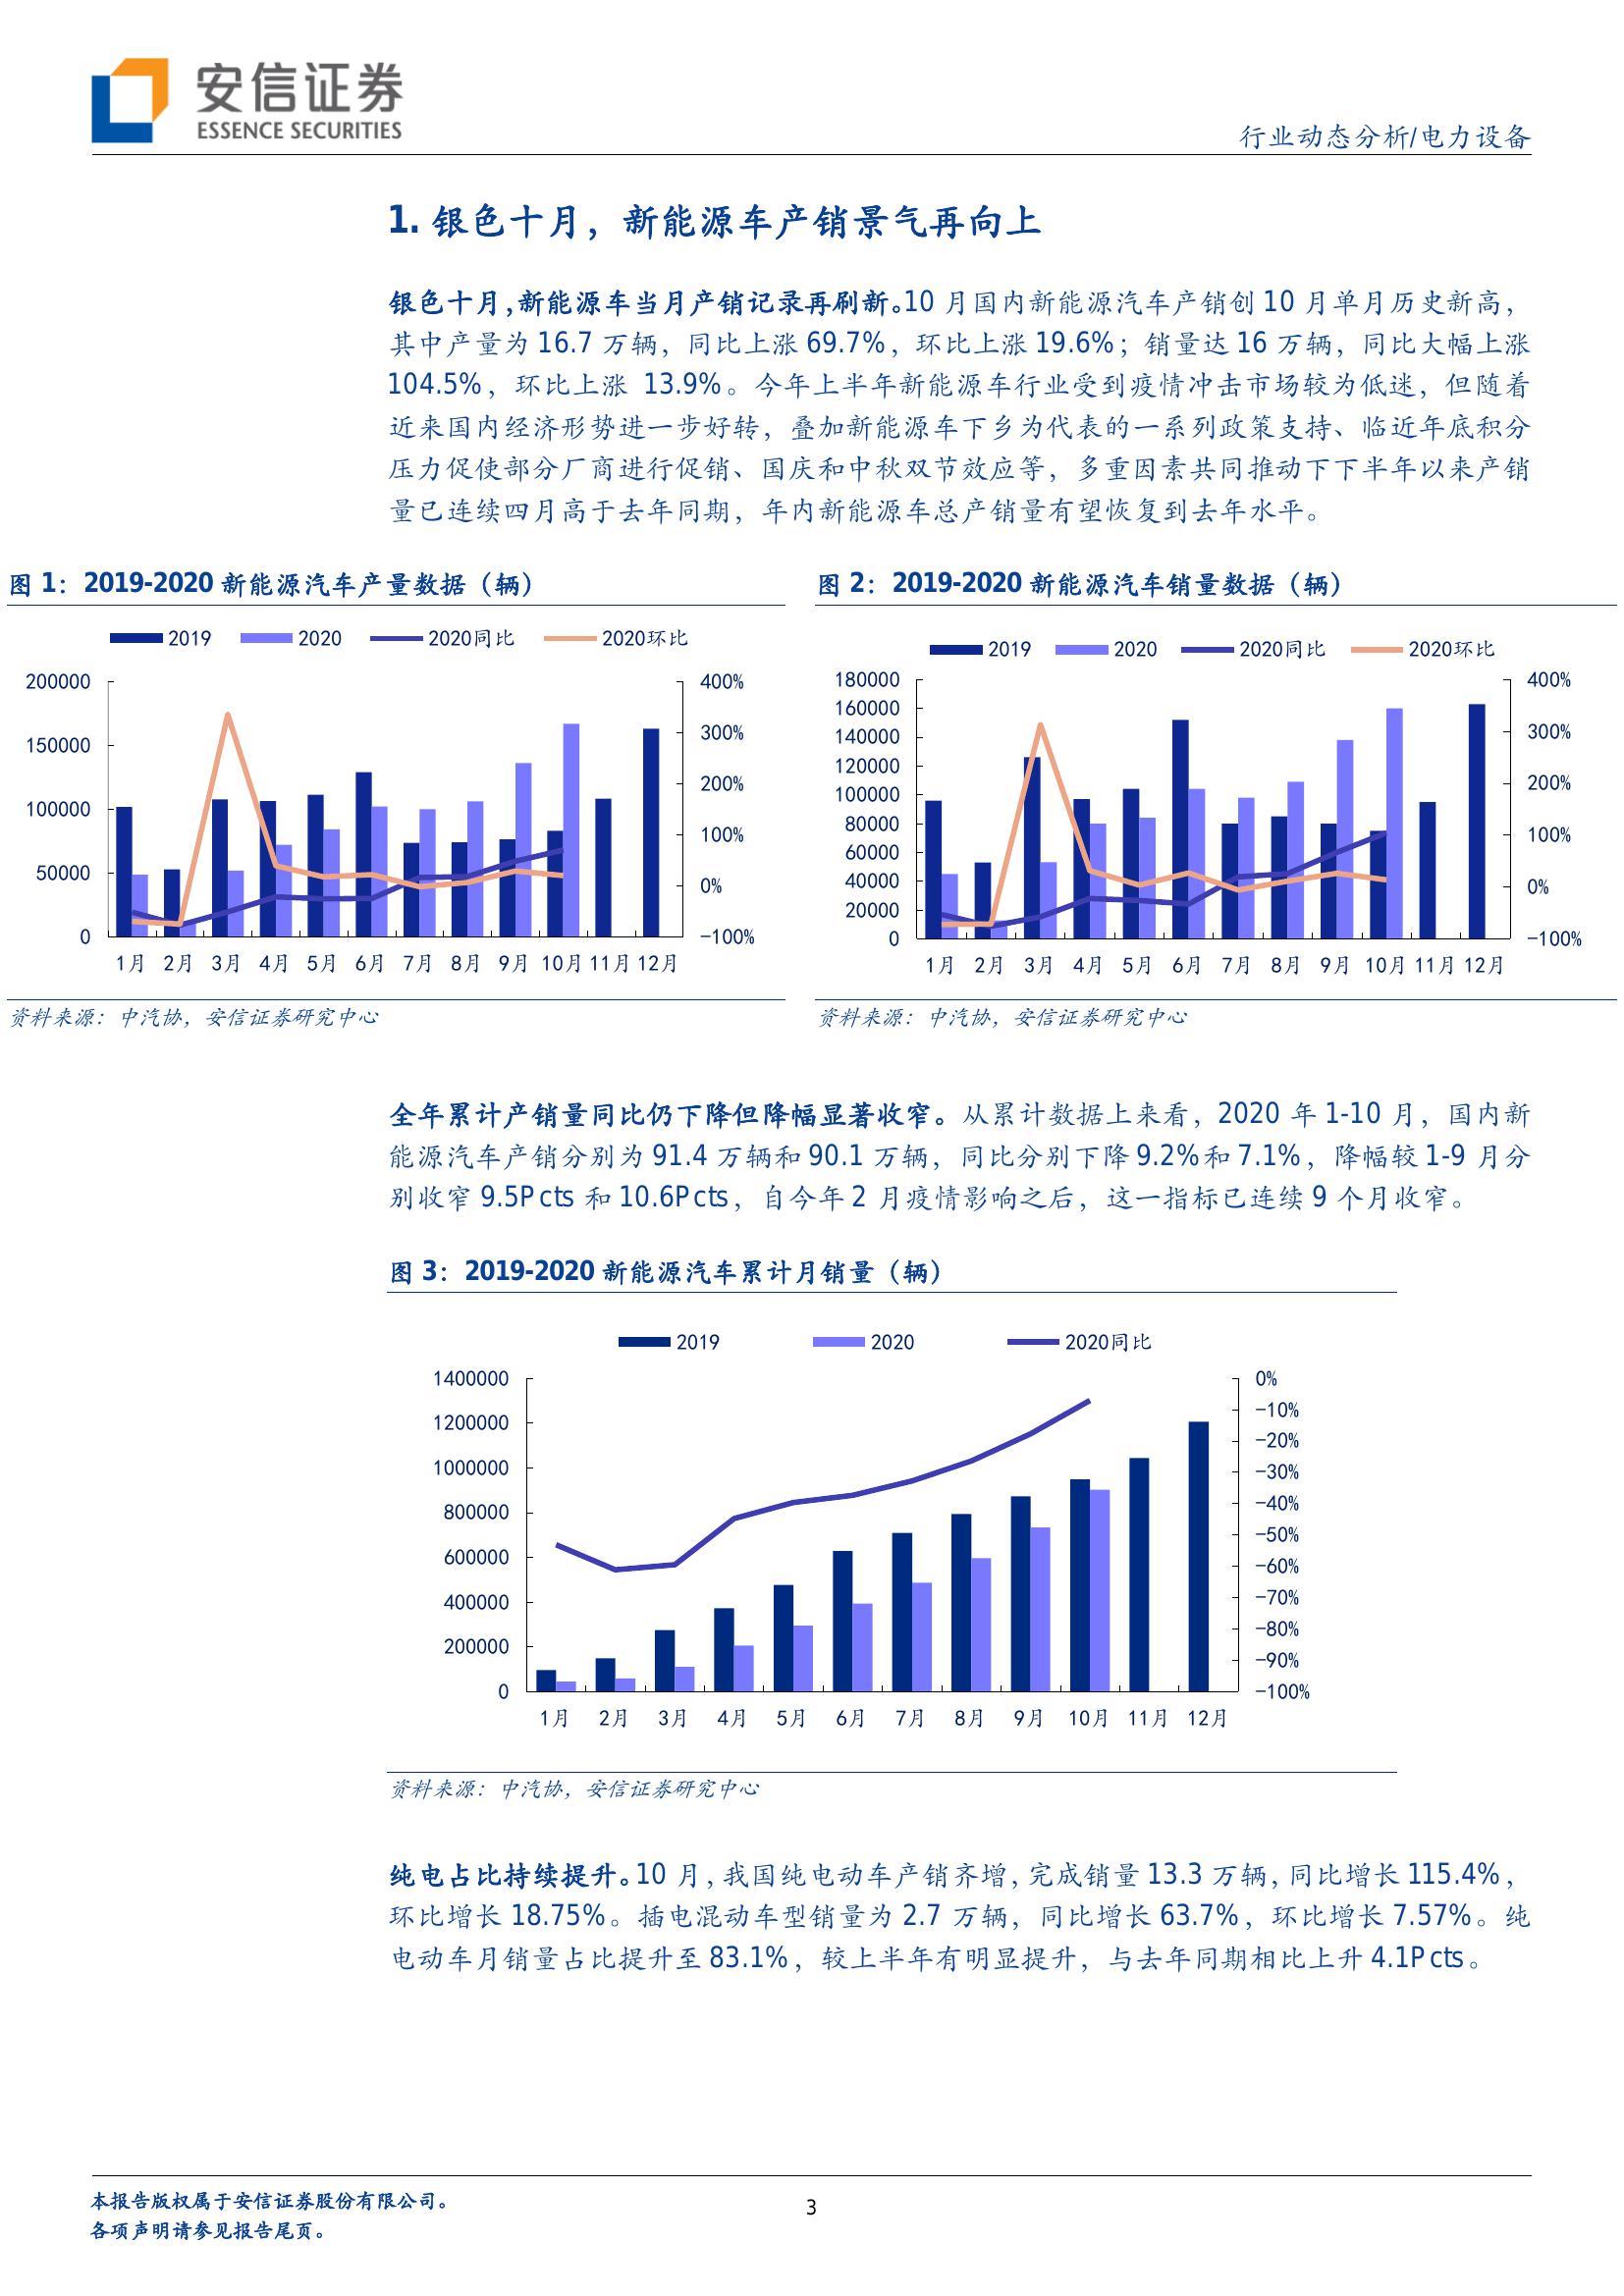 安信证券
ESSENCE SECURITIES
行业动态分析/电力设备
1. 银色十月，新能源车产销景气再向上
银色十月，新能源车当月产销记录再刷新。10 月国内新能源汽车产销创 10 月单月历史新高，
其中产量为 16.7 万辆，同比上涨 69.7%，环比上涨 19.6%；销量达 16 万辆，同比大幅上涨
104.5%，环比上涨 13.9%。今年上半年新能源车行业受到疫情冲击市场较为低迷，但随着
近来国内经济形势进一步好转，叠加新能源车下乡为代表的一系列政策支持、临近年底积分
压力促使部分厂商进行促销、国庆和中秋双节效应等，多重因素共同推动下下半年以来产销
量已连续四月高于去年同期，年内新能源车总产销量有望恢复到去年水平。
图 1：2019-2020 新能源汽车产量数据（辆）
2019 2020 2020同比 2020环比
200000
150000
100000
50000
0
400%
300%
200%
100%
0%
-100%
1月 2月 3月 4月 5月 6月 7月 8月 9月 10月 11月 12月
资料来源：中汽协，安信证券研究中心
图 2：2019-2020 新能源汽车销量数据（辆）
2019 2020 2020同比 2020环比
180000
160000
140000
120000
100000
80000
60000
40000
20000
0
400%
300%
200%
100%
0%
-100%
1月 2月 3月 4月 5月 6月 7月 8月 9月 10月 11月 12月
资料来源：中汽协，安信证券研究中心
全年累计产销量同比仍下降但降幅显著收窄。从累计数据上来看，2020 年 1-10 月，国内新
能源汽车产销分别为 91.4 万辆和 90.1 万辆，同比分别下降 9.2%和 7.1%，降幅较 1-9 月分
别收窄 9.5Pcts 和 10.6Pcts，自今年 2 月疫情影响之后，这一指标已连续 9 个月收窄。
图 3：2019-2020 新能源汽车累计月销量（辆）
2019 2020 2020同比
1400000
1200000
1000000
800000
600000
400000
200000
0
0%
-10%
-20%
-30%
-40%
-50%
-60%
-70%
-80%
-90%
-100%
1月 2月 3月 4月 5月 6月 7月 8月 9月 10月 11月 12月
资料来源：中汽协，安信证券研究中心
纯电占比持续提升。10 月，我国纯电动车产销齐增，完成销量 13.3 万辆，同比增长 115.4%，
环比增长 18.75%。插电混动车型销量为 2.7 万辆，同比增长 63.7%，环比增长 7.57%。纯
电动车月销量占比提升至 83.1%，较上半年有明显提升，与去年同期相比上升 4.1Pcts。
本报告版权属于安信证券股份有限公司。
各项声明请参见报告尾页。
3